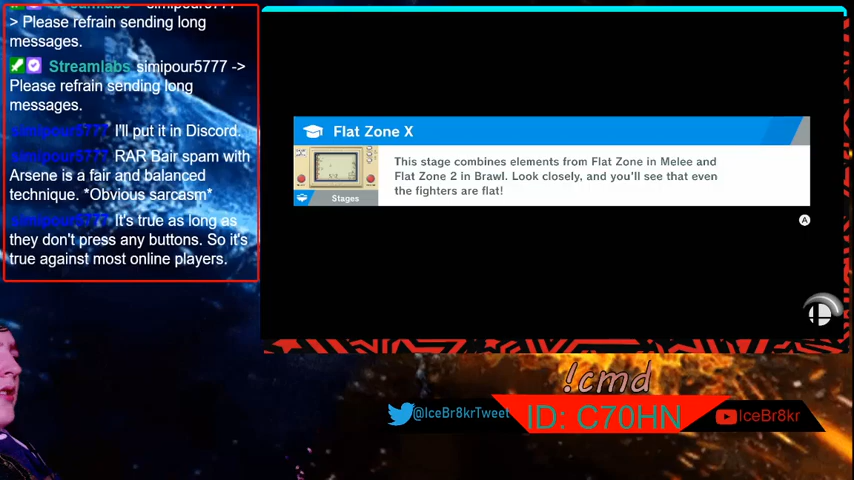 Streamlabs simipour5777 -
> Please refrain sending long
messages.
Streamlabs simipour5777 ->
Please refrain sending long
messages.
simipour5777 I'll put it in Discord.
simipour5777 RAR Bair spam with
Arsene is a fair and balanced
technique. *Obvious sarcasm*
simipour5777 It's true as long as
they don't press any buttons. So it's
true against most online players.
Flat Zone X
This stage combines elements from Flat Zone in Melee and
Flat Zone 2 in Brawl. Look closely, and you'll see that even
the fighters are flat!
Stages
A
!cmd
@IceBr8krTweet
ID: C70HN
IceBr8kr